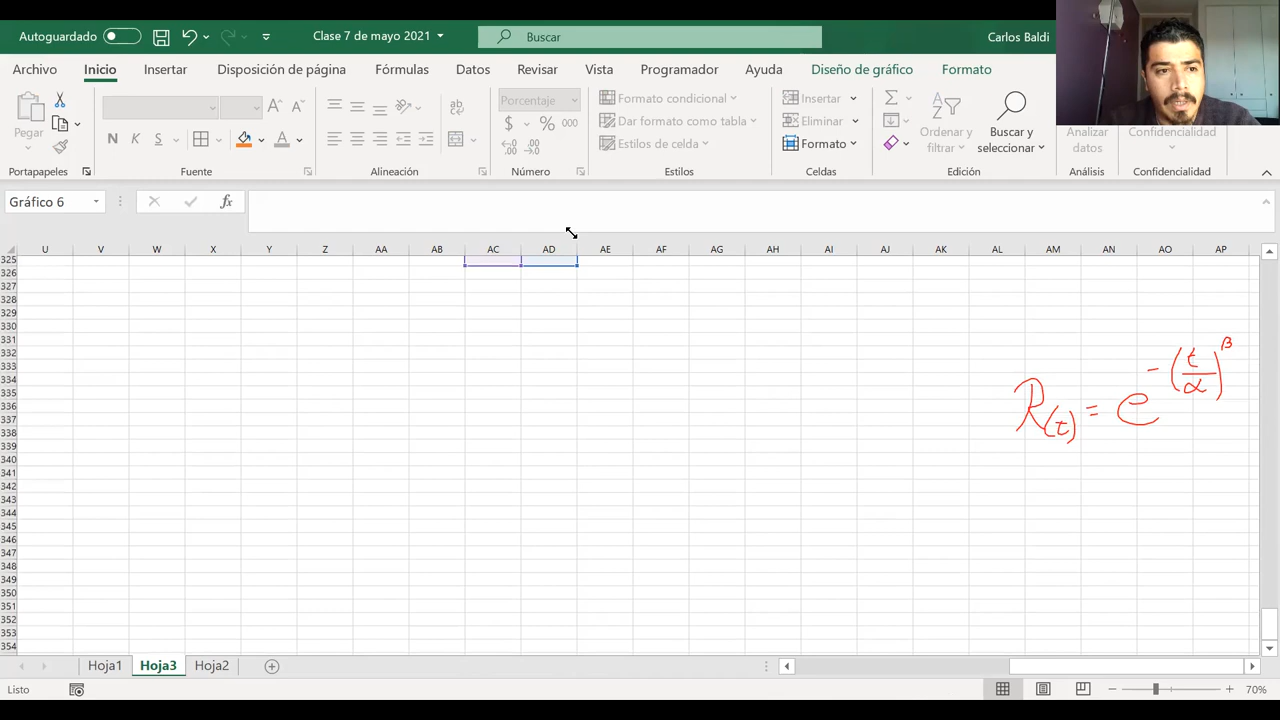 Autoguardado
Clase 7 de mayo 2021
Buscar
Carlos Baldi
Archivo Inicio Insertar Disposición de página Fórmulas Datos Revisar Vista Programador Ayuda Diseño de gráfico Formato
Pegar
N K S
A A
ab
Porcentaje
$ % 000
Formato condicional
Dar formato como tabla
Estilos de celda
Insertar
Eliminar
Formato
Ordenar y filtrar
Buscar y seleccionar
Analizar datos
Confidencialidad
Portapapeles Fuente Alineación Número Estilos Celdas Edición Análisis Confidencialidad
Gráfico 6 fx
U V W X Y Z AA AB AC AD AE AF AG AH AI AJ AK AL AM AN AO AP
325
326
327
328
329
330
331
332
333
334
335
336
337
338
339
340
341
342
343
344
345
346
347
348
349
350
351
352
353
354
R(t) = e^-(t/α)^β
Hoja1 Hoja3 Hoja2
Listo
70%